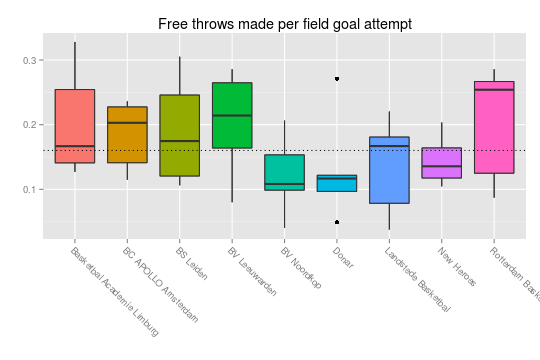 Free throws made per field goal attempt
0.3
0.2
0.1
Basketbal Academie Limburg
BC APOLLO Amsterdam
BS Leiden
BV Leeuwarden
BV Noordkop
Donar
Landstede Basketbal
New Heroes
Rotterdam Bask